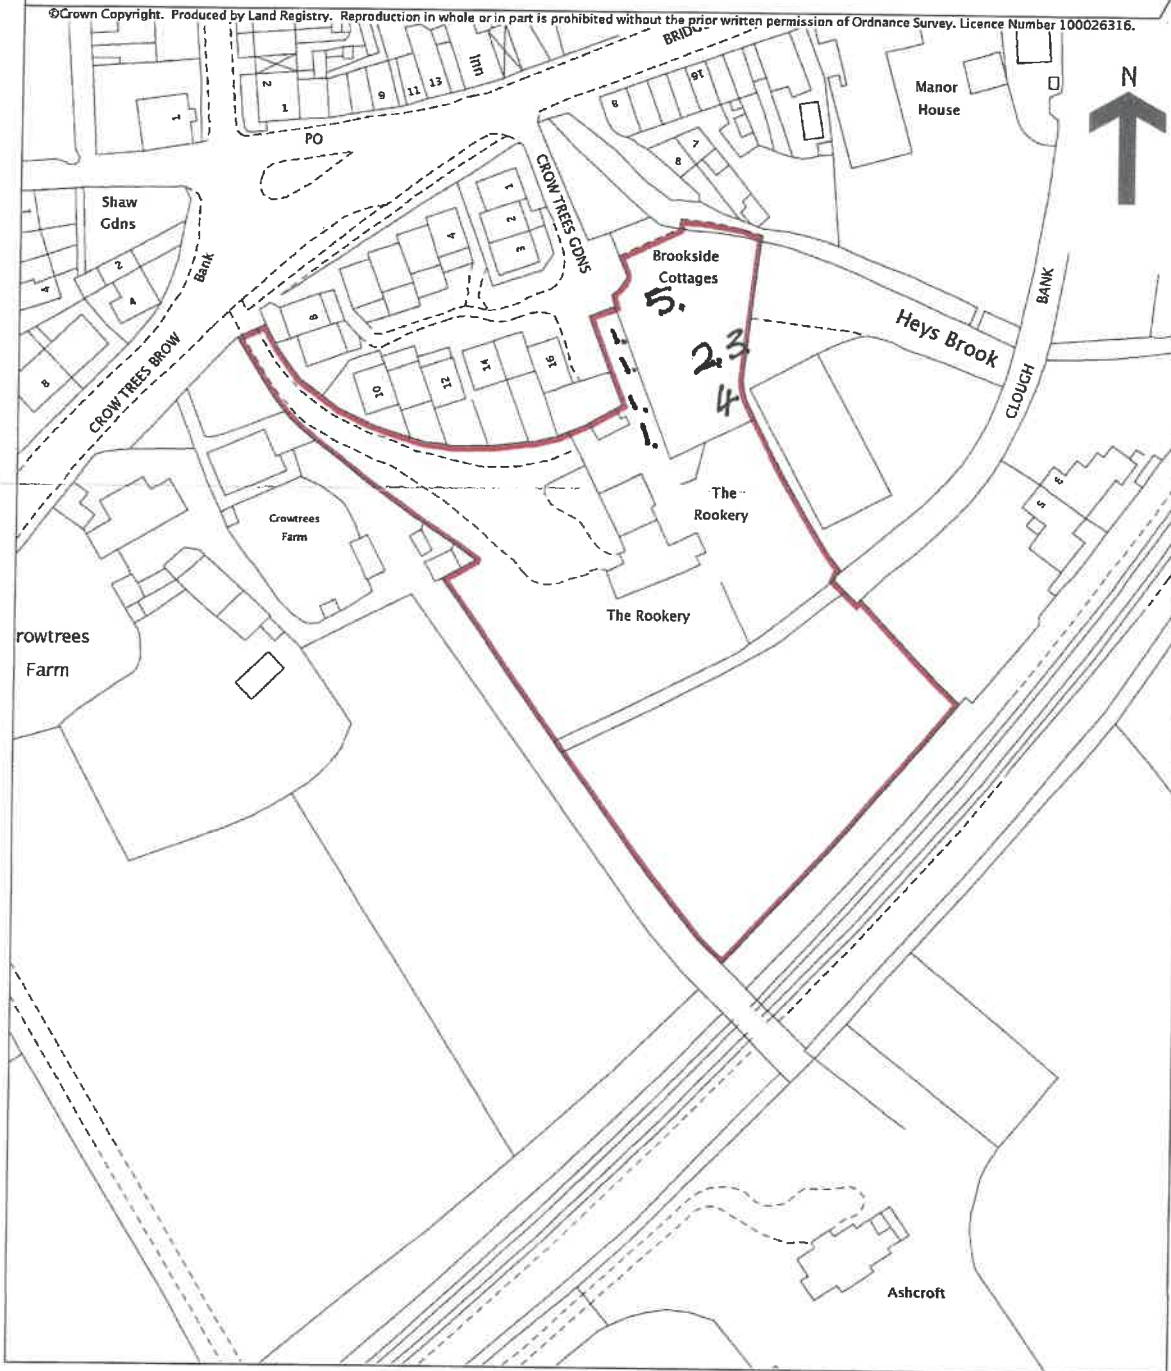 ©Crown Copyright. Produced by Land Registry. Reproduction in whole or in part is prohibited without the prior written permission of Ordnance Survey. Licence Number 100026316.
N
Inn
2
1
9
11
13
1
PO
16
8
7
8
Manor
House
Shaw
Gdns
2
4
4
8
Bank
CROW TREES BROW
CROW TREES GDNS
1
2
3
4
8
10
12
14
16
Brookside
Cottages
5.
1.
1.
1.
1.
2.
3
4
Heys Brook
CLOUGH
BANK
3
5
The
Rookery
The Rookery
Crowtrees
Farm
rowtrees
Farm
Ashcroft